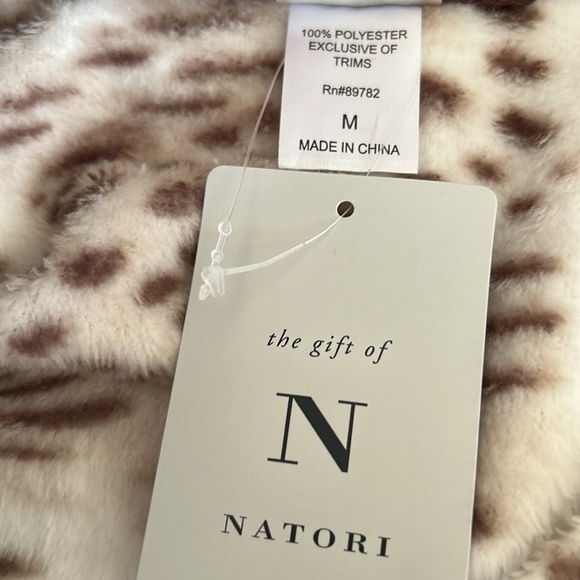 100% POLYESTER
EXCLUSIVE OF
TRIMS
Rn#89782
M
MADE IN CHINA
the gift of
N
NATORI